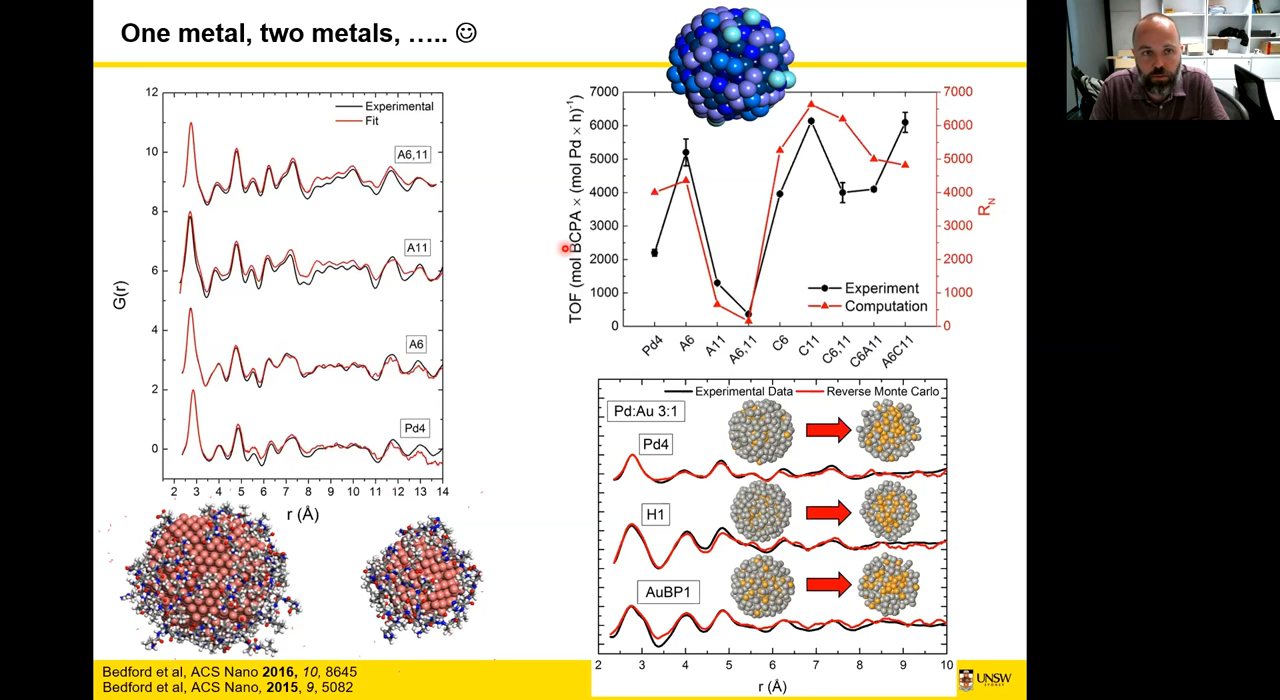 One metal, two metals, ….. ☺
12
10
8
6
4
2
0
G(r)
Experimental
Fit
A6,11
A11
A6
Pd4
2 3 4 5 6 7 8 9 10 11 12 13 14
r (Å)
7000
6000
5000
4000
3000
2000
1000
0
TOF (mol BCPA × (mol Pd × h)⁻¹)
7000
6000
5000
4000
3000
2000
1000
0
R_N
Experiment
Computation
Pd4 A6 A11 A6,11 C6 C11 C6,11 C6A11 A6C11
Experimental Data Reverse Monte Carlo
Pd:Au 3:1
Pd4
H1
AuBP1
2 3 4 5 6 7 8 9 10
r (Å)
Bedford et al, ACS Nano 2016, 10, 8645
Bedford et al, ACS Nano, 2015, 9, 5082
UNSW
SYDNEY